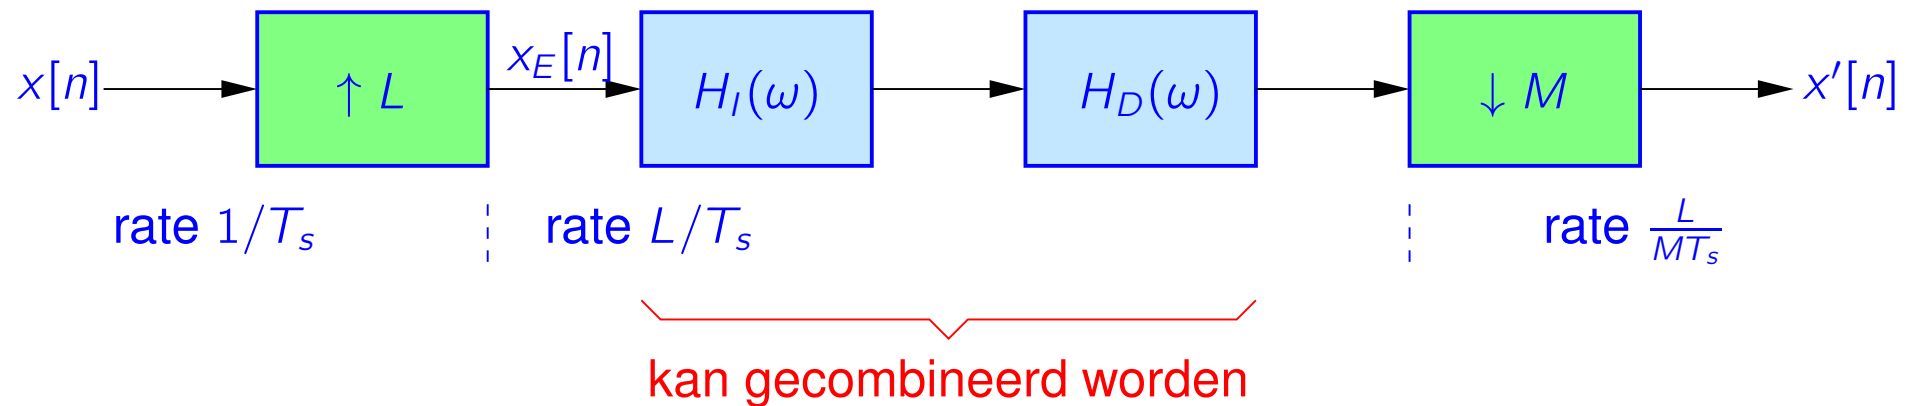 x[n] ↑ L x_E[n] H_I(ω) H_D(ω) ↓ M x′[n]
rate 1/T_s rate L/T_s rate L/MT_s
kan gecombineerd worden